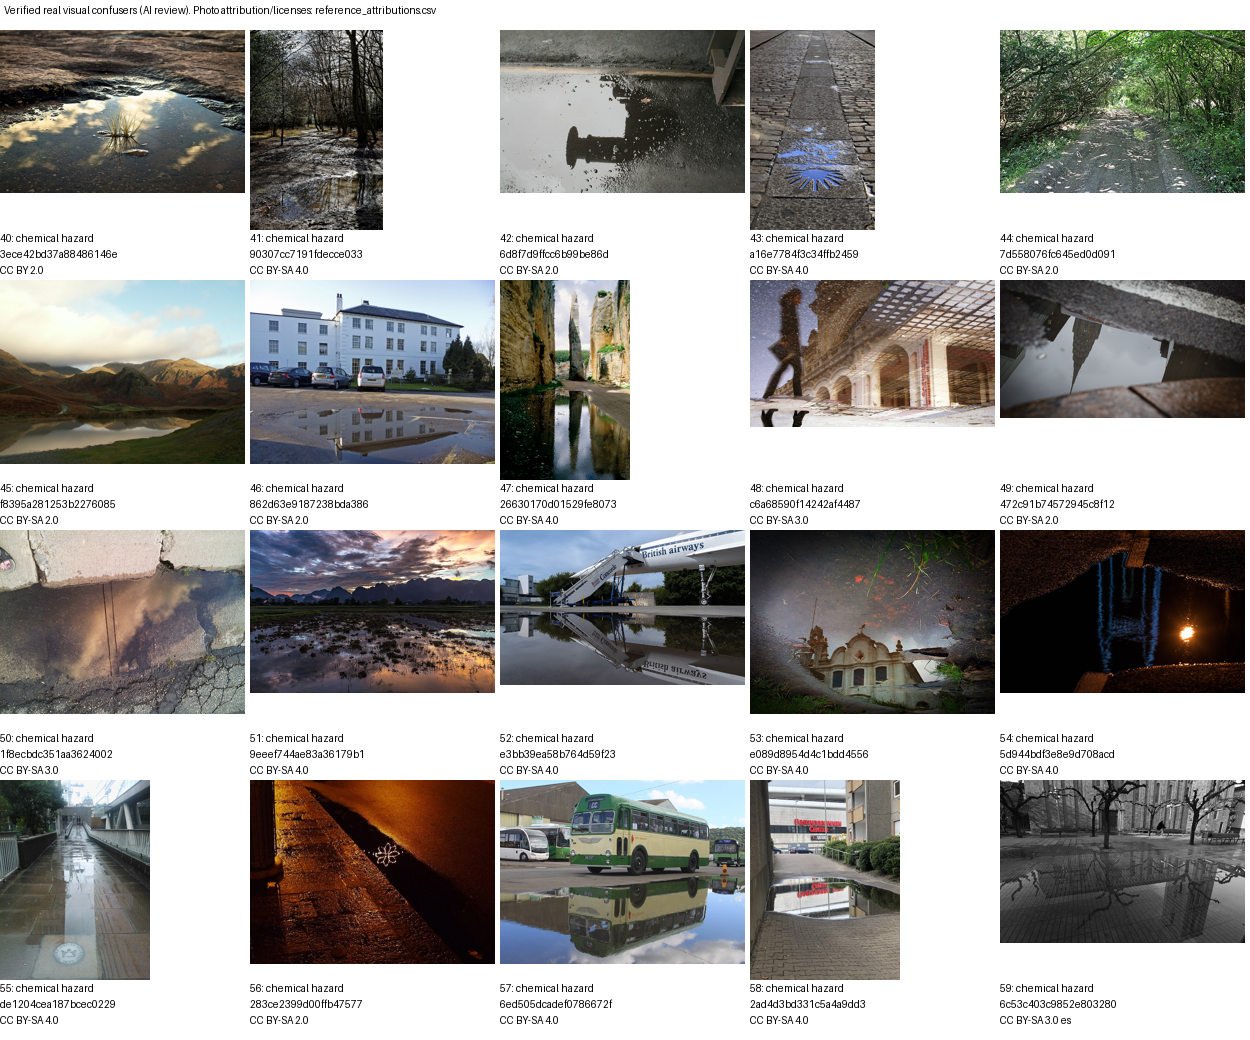 Verified real visual confusers (AI review). Photo attribution/licenses: reference_attributions.csv
40: chemical hazard
3ece42bd37a88486146e
CC BY 2.0
41: chemical hazard
90307cc7191fdecce033
CC BY-SA 4.0
42: chemical hazard
6d8f7d9ffcc6b99be86d
CC BY-SA 2.0
43: chemical hazard
a16e7784f3c34ffb2459
CC BY-SA 4.0
44: chemical hazard
7d558076fc645ed0d091
CC BY-SA 2.0
45: chemical hazard
f8395a281253b2276085
CC BY-SA 2.0
46: chemical hazard
862d63e9187238bda386
CC BY-SA 2.0
47: chemical hazard
26630170d01529fe8073
CC BY-SA 4.0
48: chemical hazard
c6a68590f14242af4487
CC BY-SA 3.0
49: chemical hazard
472c91b74572945c8f12
CC BY-SA 2.0
British airways
Concorde
British airways
50: chemical hazard
1f8ecbdc351aa3624002
CC BY-SA 3.0
51: chemical hazard
9eeef744ae83a36179b1
CC BY-SA 4.0
52: chemical hazard
e3bb39ea58b764d59f23
CC BY-SA 4.0
53: chemical hazard
e089d8954d4c1bdd4556
CC BY-SA 4.0
54: chemical hazard
5d944bdf3e8e9d708acd
CC BY-SA 4.0
55: chemical hazard
de1204cea187bcec0229
CC BY-SA 4.0
56: chemical hazard
283ce2399d00ffb47577
CC BY-SA 2.0
57: chemical hazard
6ed505dcadef0786672f
CC BY-SA 4.0
58: chemical hazard
2ad4d3bd331c5a4a9dd3
CC BY-SA 4.0
59: chemical hazard
6c53c403c9852e803280
CC BY-SA 3.0 es